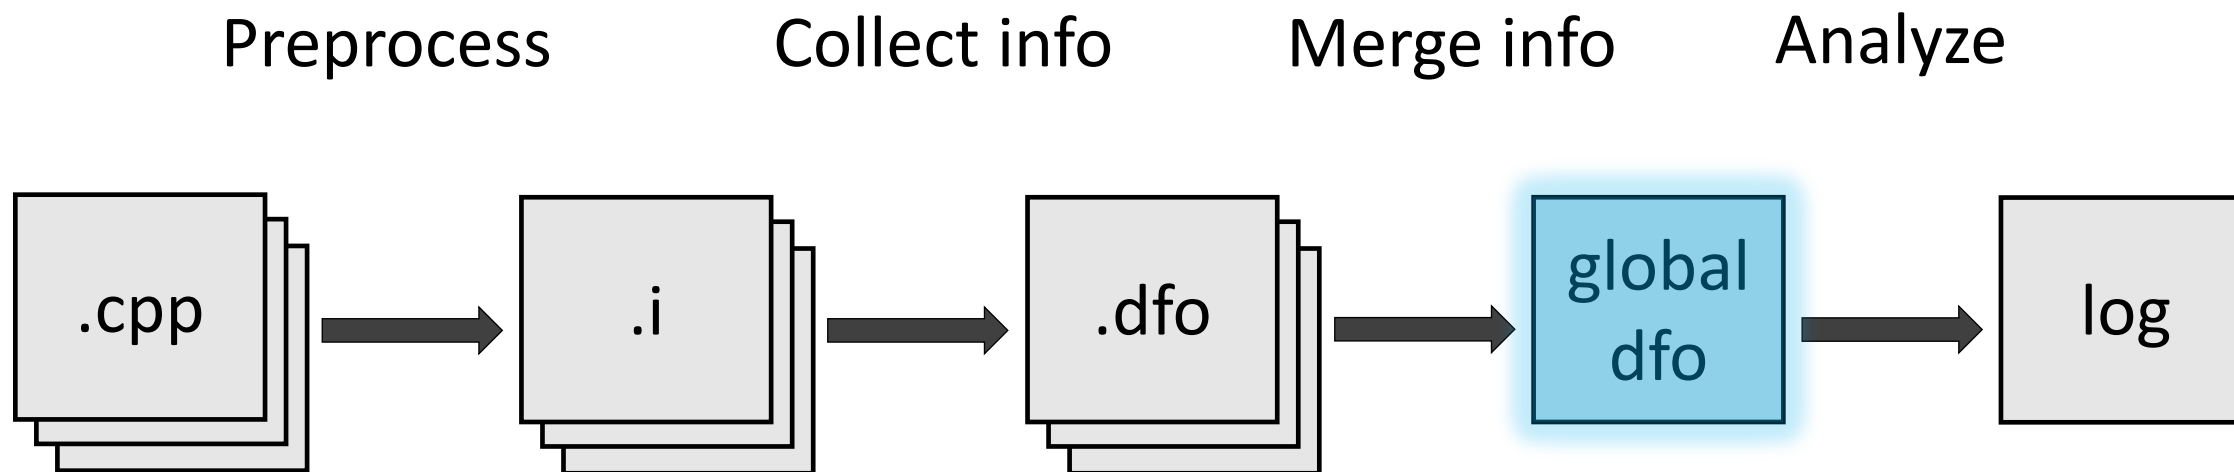 Preprocess
Collect info
Merge info
Analyze
.cpp
.i
.dfo
global
dfo
log